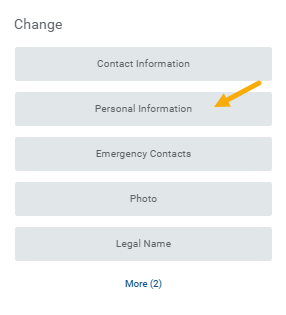 Change
Contact Information
Personal Information
Emergency Contacts
Photo
Legal Name
More (2)